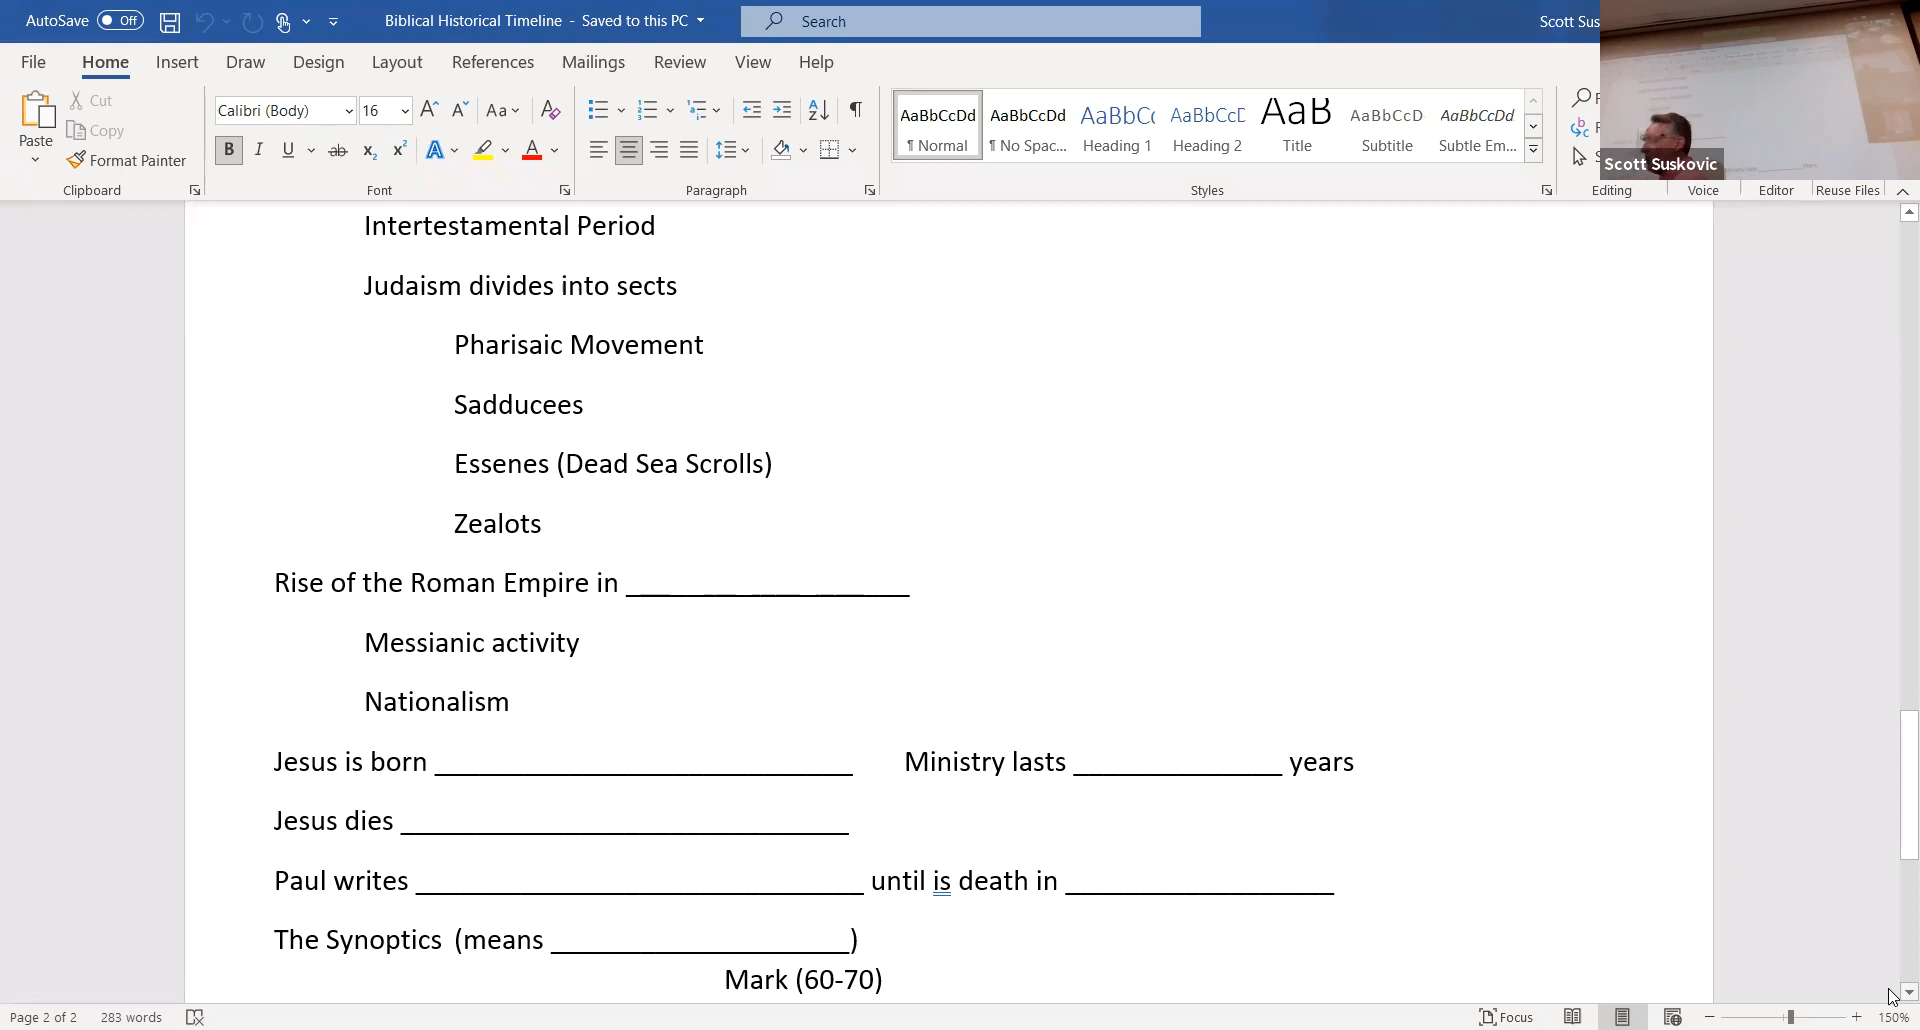 AutoSave Off Biblical Historical Timeline - Saved to this PC Search Scott Sus
File Home Insert Draw Design Layout References Mailings Review View Help
Paste Cut Copy Format Painter Clipboard
Calibri (Body) 16 Font
Paragraph
AaBbCcDd AaBbCcDd AaBbC AaBbCcD AaB AaBbCcD AaBbCcDd
¶ Normal ¶ No Spac... Heading 1 Heading 2 Title Subtitle Subtle Em...
Styles Editing Voice Editor Reuse Files
Scott Suskovic
Intertestamental Period
Judaism divides into sects
Pharisaic Movement
Sadducees
Essenes (Dead Sea Scrolls)
Zealots
Rise of the Roman Empire in ___________________
Messianic activity
Nationalism
Jesus is born ____________________________ Ministry lasts ______________ years
Jesus dies ______________________________
Paul writes ______________________________ until is death in __________________
The Synoptics (means ____________________)
Mark (60-70)
Page 2 of 2 283 words Focus 150%